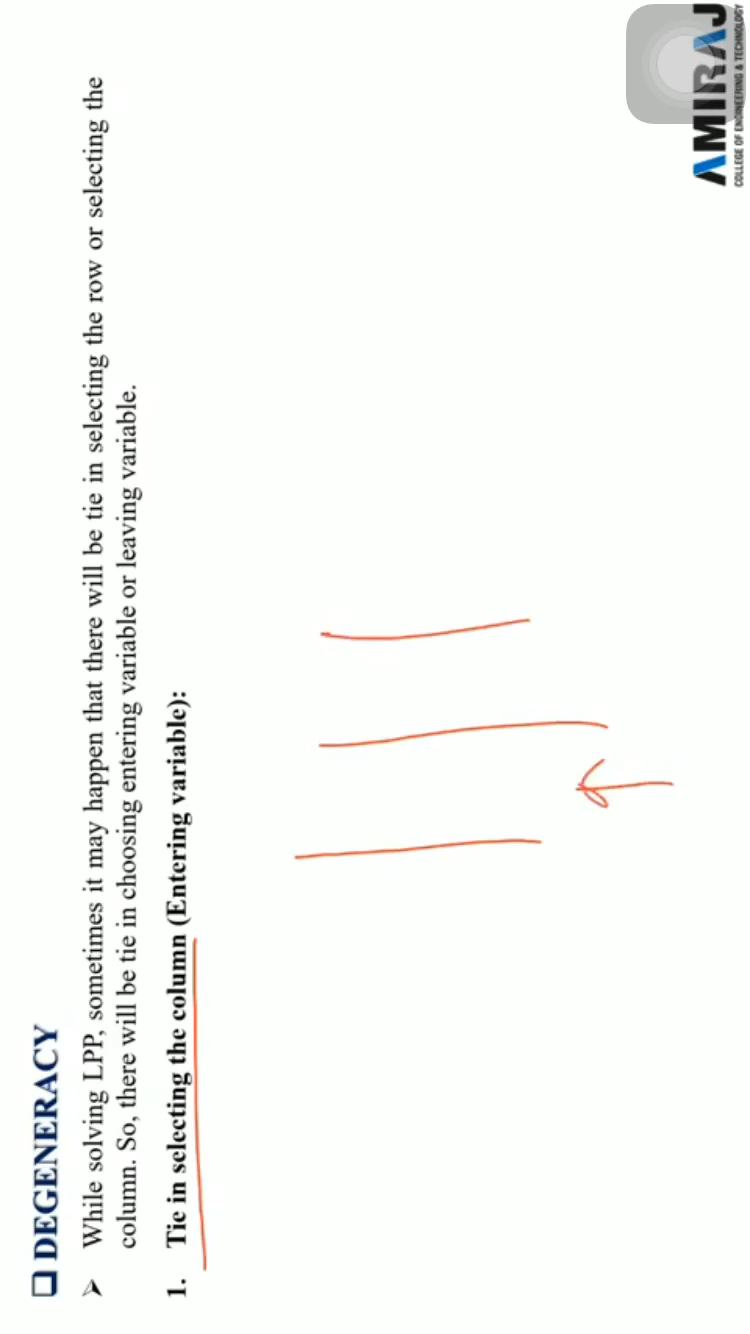 ❑ DEGENERACY
➢ While solving LPP, sometimes it may happen that there will be tie in selecting the row or selecting the
column. So, there will be tie in choosing entering variable or leaving variable.
1. Tie in selecting the column (Entering variable):
AMIRAJ
COLLEGE OF ENGINEERING & TECHNOLOGY